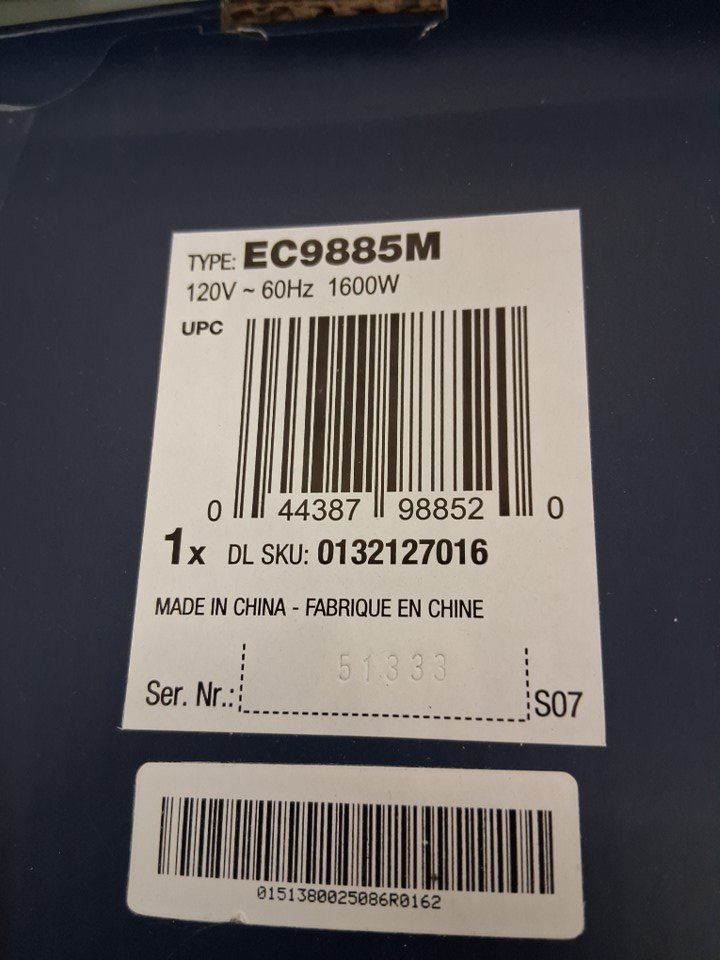 TYPE: EC9885M
120V ~ 60Hz 1600W
UPC
0 44387 98852 0
1x DL SKU: 0132127016
MADE IN CHINA - FABRIQUE EN CHINE
51333
Ser. Nr.: S07
0151380025086R0162